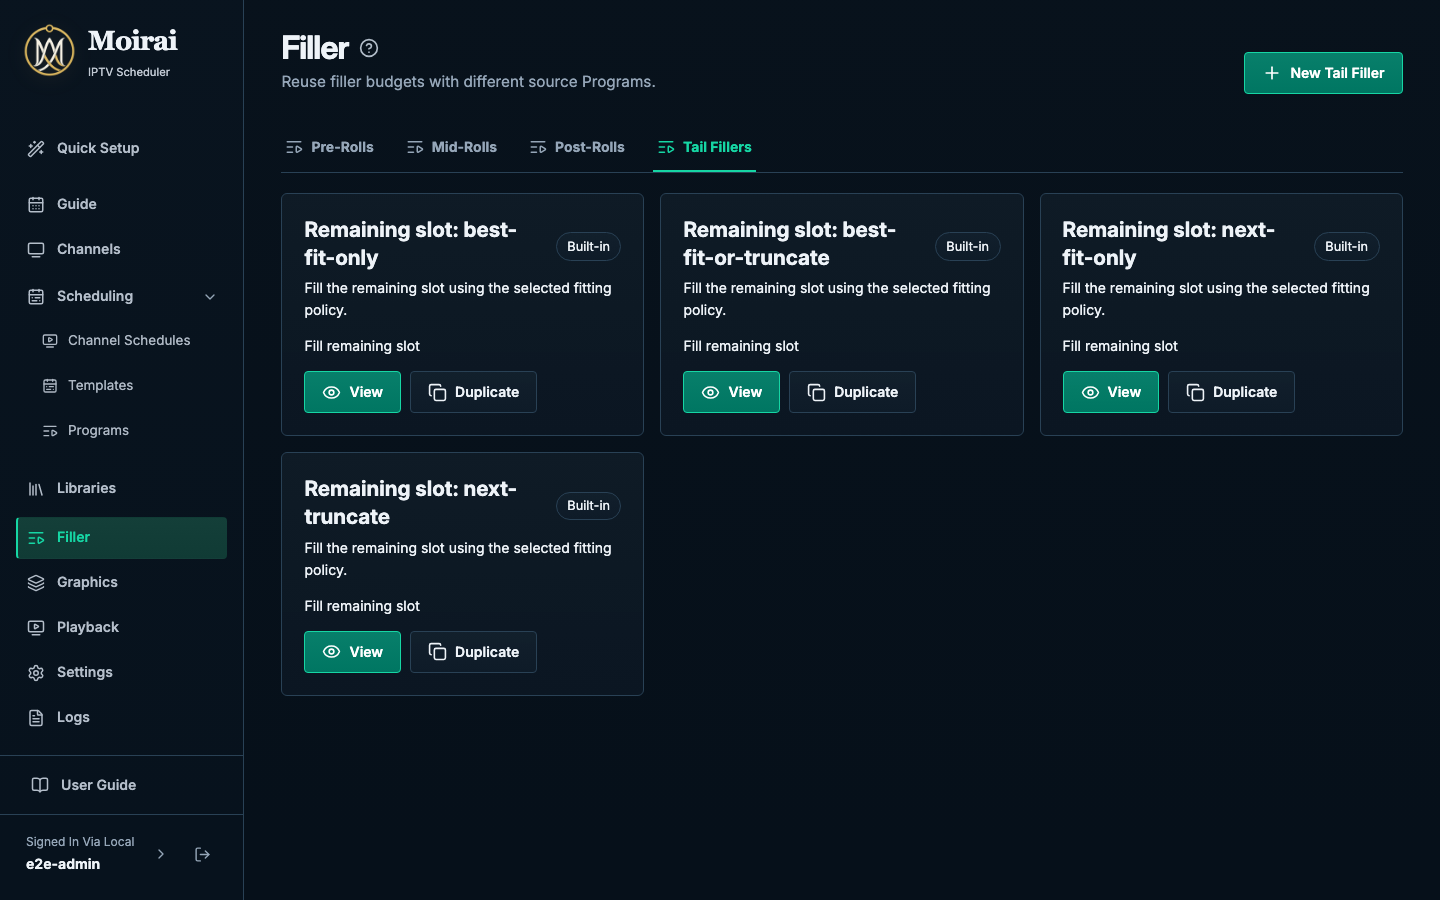 Moirai
IPTV Scheduler
Quick Setup
Guide
Channels
Scheduling
Channel Schedules
Templates
Programs
Libraries
Filler
Graphics
Playback
Settings
Logs
User Guide
Signed In Via Local
e2e-admin
Filler
Reuse filler budgets with different source Programs.
New Tail Filler
Pre-Rolls
Mid-Rolls
Post-Rolls
Tail Fillers
Remaining slot: best-
fit-only
Built-in
Fill the remaining slot using the selected fitting
policy.
Fill remaining slot
View
Duplicate
Remaining slot: best-
fit-or-truncate
Built-in
Fill the remaining slot using the selected fitting
policy.
Fill remaining slot
View
Duplicate
Remaining slot: next-
fit-only
Built-in
Fill the remaining slot using the selected fitting
policy.
Fill remaining slot
View
Duplicate
Remaining slot: next-
truncate
Built-in
Fill the remaining slot using the selected fitting
policy.
Fill remaining slot
View
Duplicate